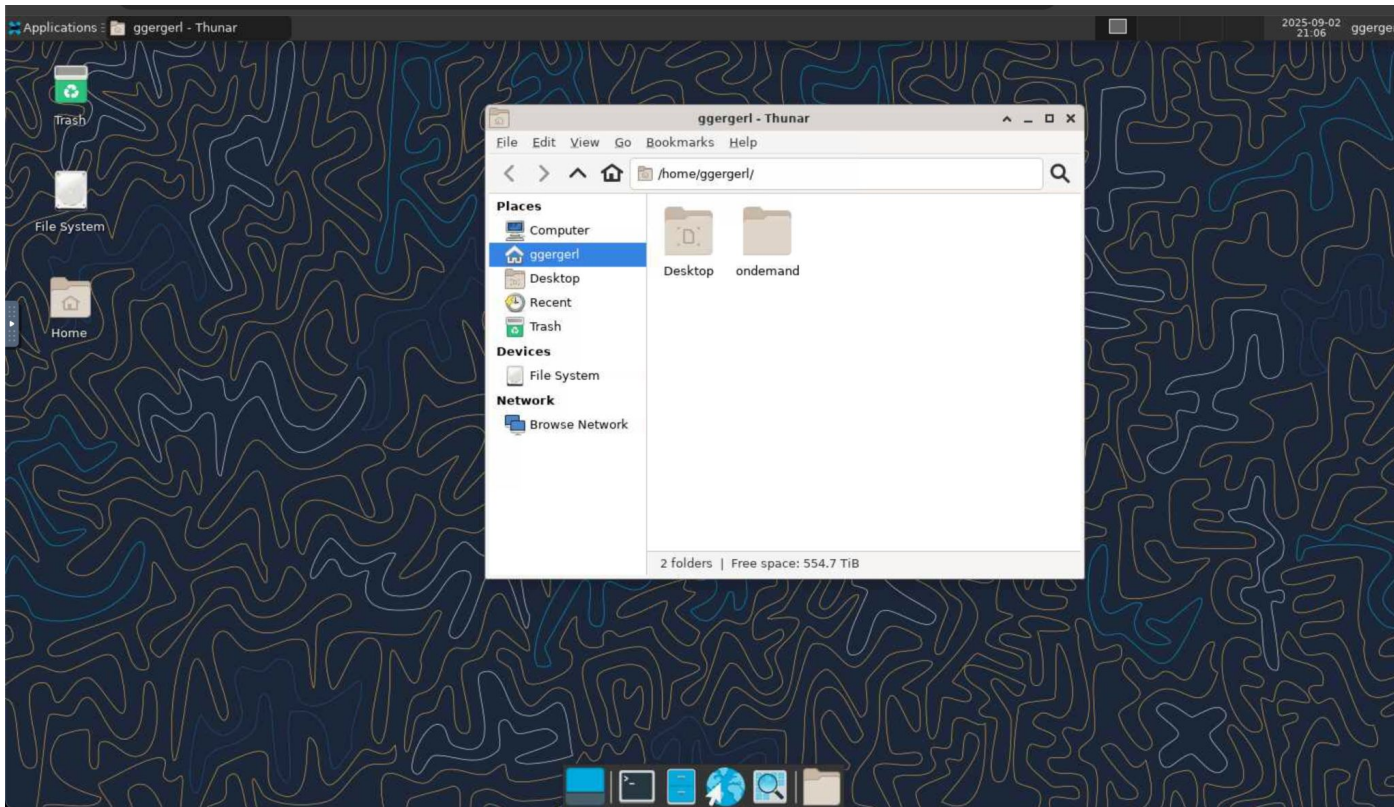 Applications ggergerl - Thunar
2025-09-02
21:06
ggerge
Trash
File System
Home
ggergerl - Thunar
File Edit View Go Bookmarks Help
/home/ggergerl/
Places
Computer
ggergerl
Desktop
Recent
Trash
Devices
File System
Network
Browse Network
Desktop ondemand
2 folders | Free space: 554.7 TiB